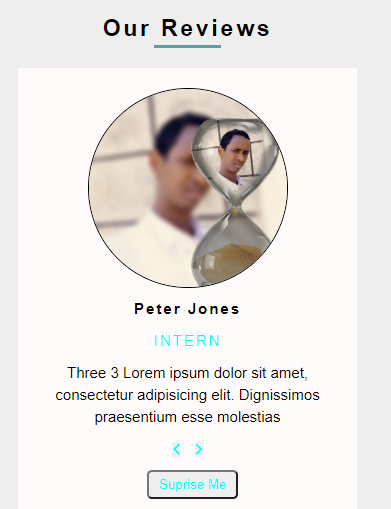 Our Reviews
Peter Jones
INTERN
Three 3 Lorem ipsum dolor sit amet,
consectetur adipisicing elit. Dignissimos
praesentium esse molestias
Suprise Me